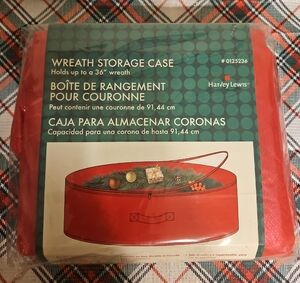 WREATH STORAGE CASE
Holds up to a 36" wreath
# 0125236
Harvey Lewis™
BOÎTE DE RANGEMENT
POUR COURONNE
Peut contenir une couronne de 91,44 cm
CAJA PARA ALMACENAR CORONAS
Capacidad para una corona de hasta 91,44 cm